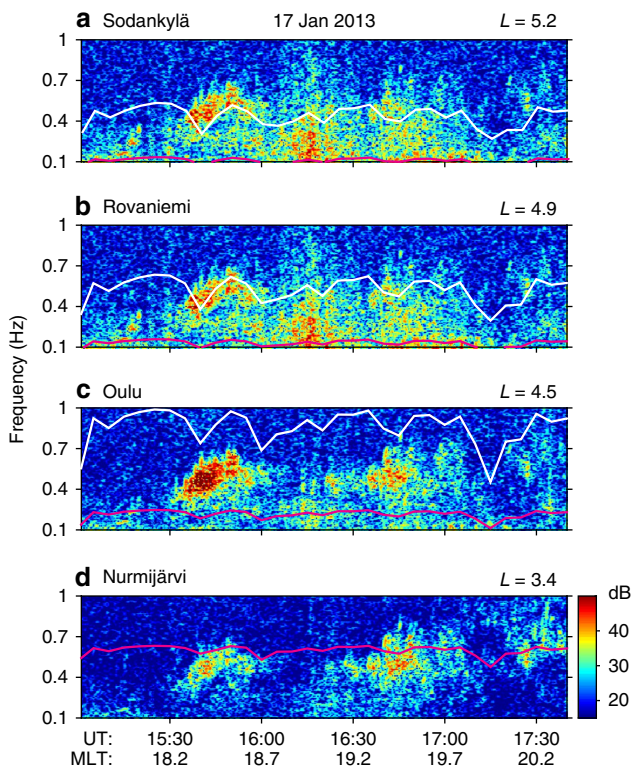 a Sodankylä 17 Jan 2013 L = 5.2
1
0.7
0.4
0.1
b Rovaniemi L = 4.9
1
0.7
0.4
0.1
c Oulu L = 4.5
1
0.7
0.4
0.1
d Nurmijärvi L = 3.4
1
0.7
0.4
0.1
Frequency (Hz)
dB
40
30
20
UT: 15:30 16:00 16:30 17:00 17:30
MLT: 18.2 18.7 19.2 19.7 20.2